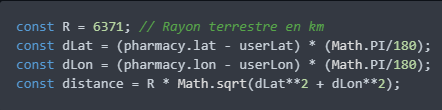 const R = 6371; // Rayon terrestre en km
const dLat = (pharmacy.lat - userLat) * (Math.PI/180);
const dLon = (pharmacy.lon - userLon) * (Math.PI/180);
const distance = R * Math.sqrt(dLat**2 + dLon**2);